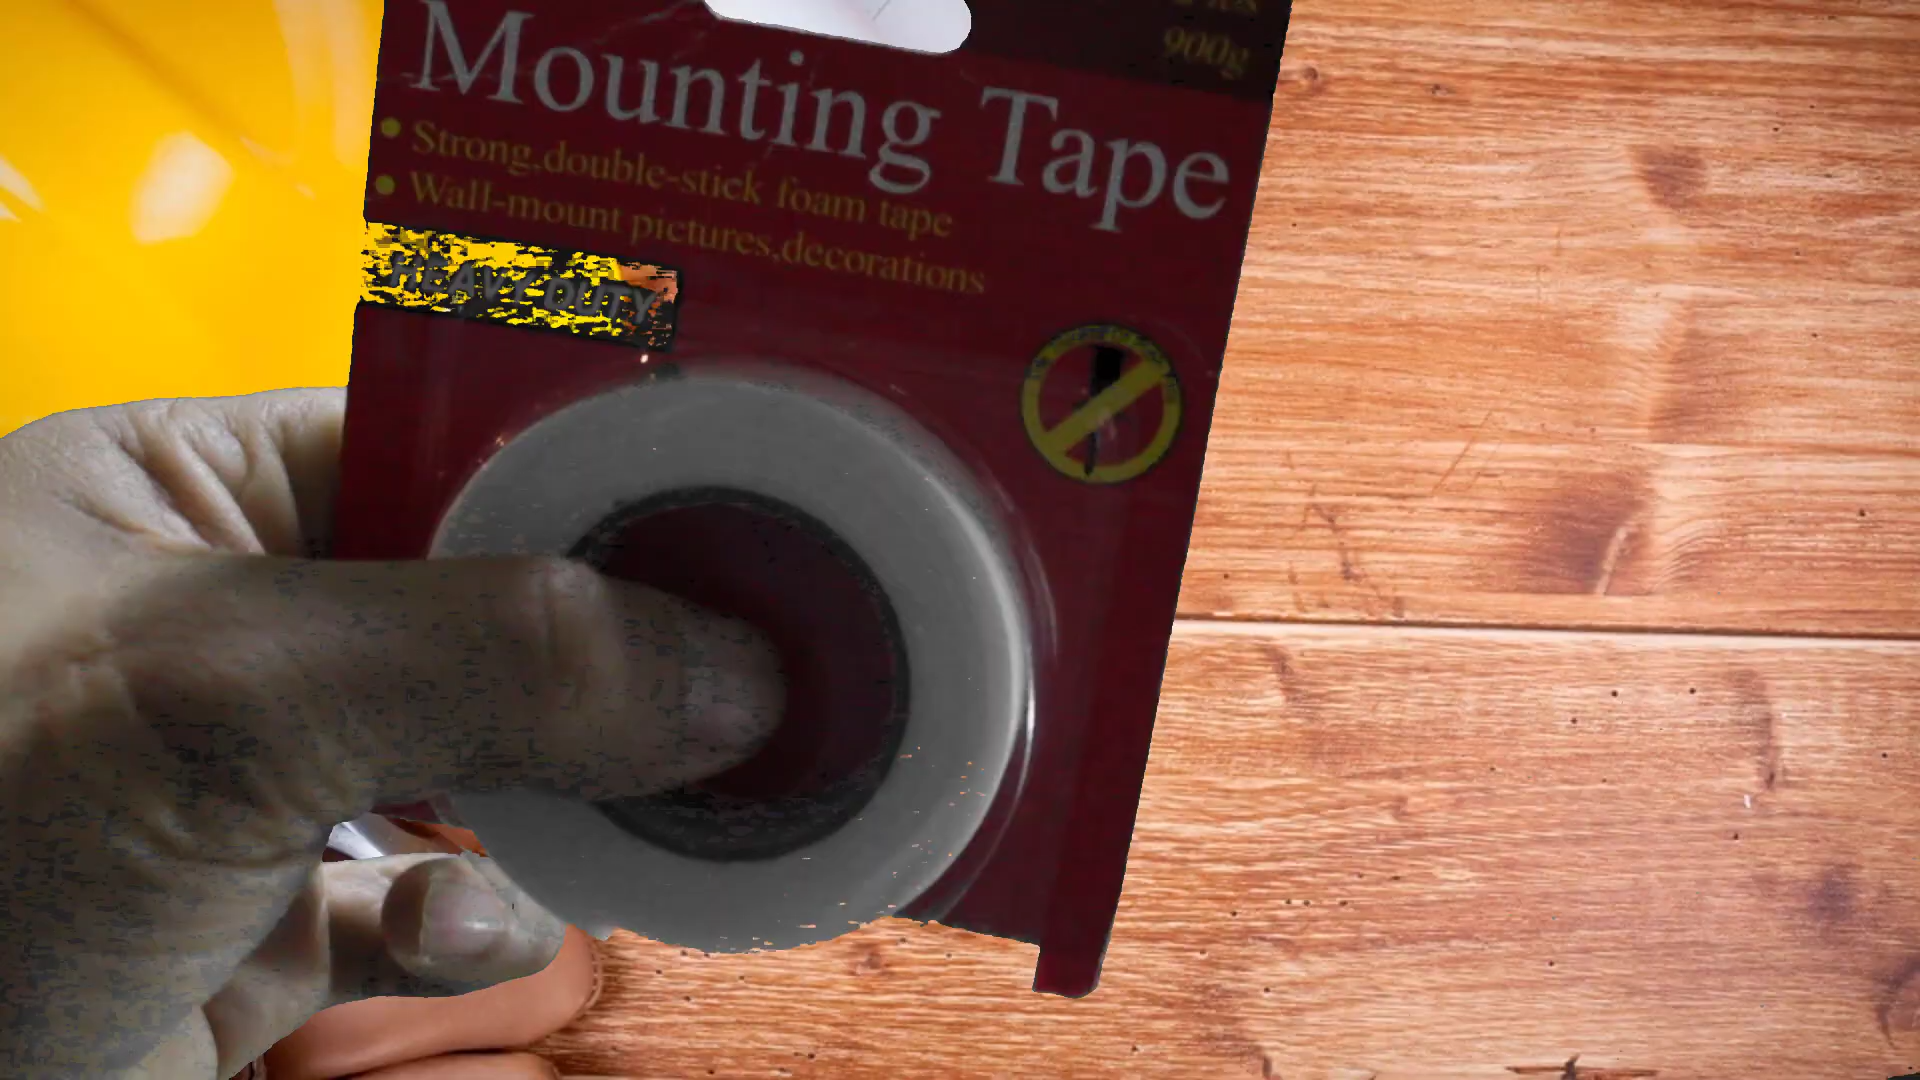 900g
Mounting Tape
• Strong,double-stick foam tape
• Wall-mount pictures,decorations
HEAVY DUTY